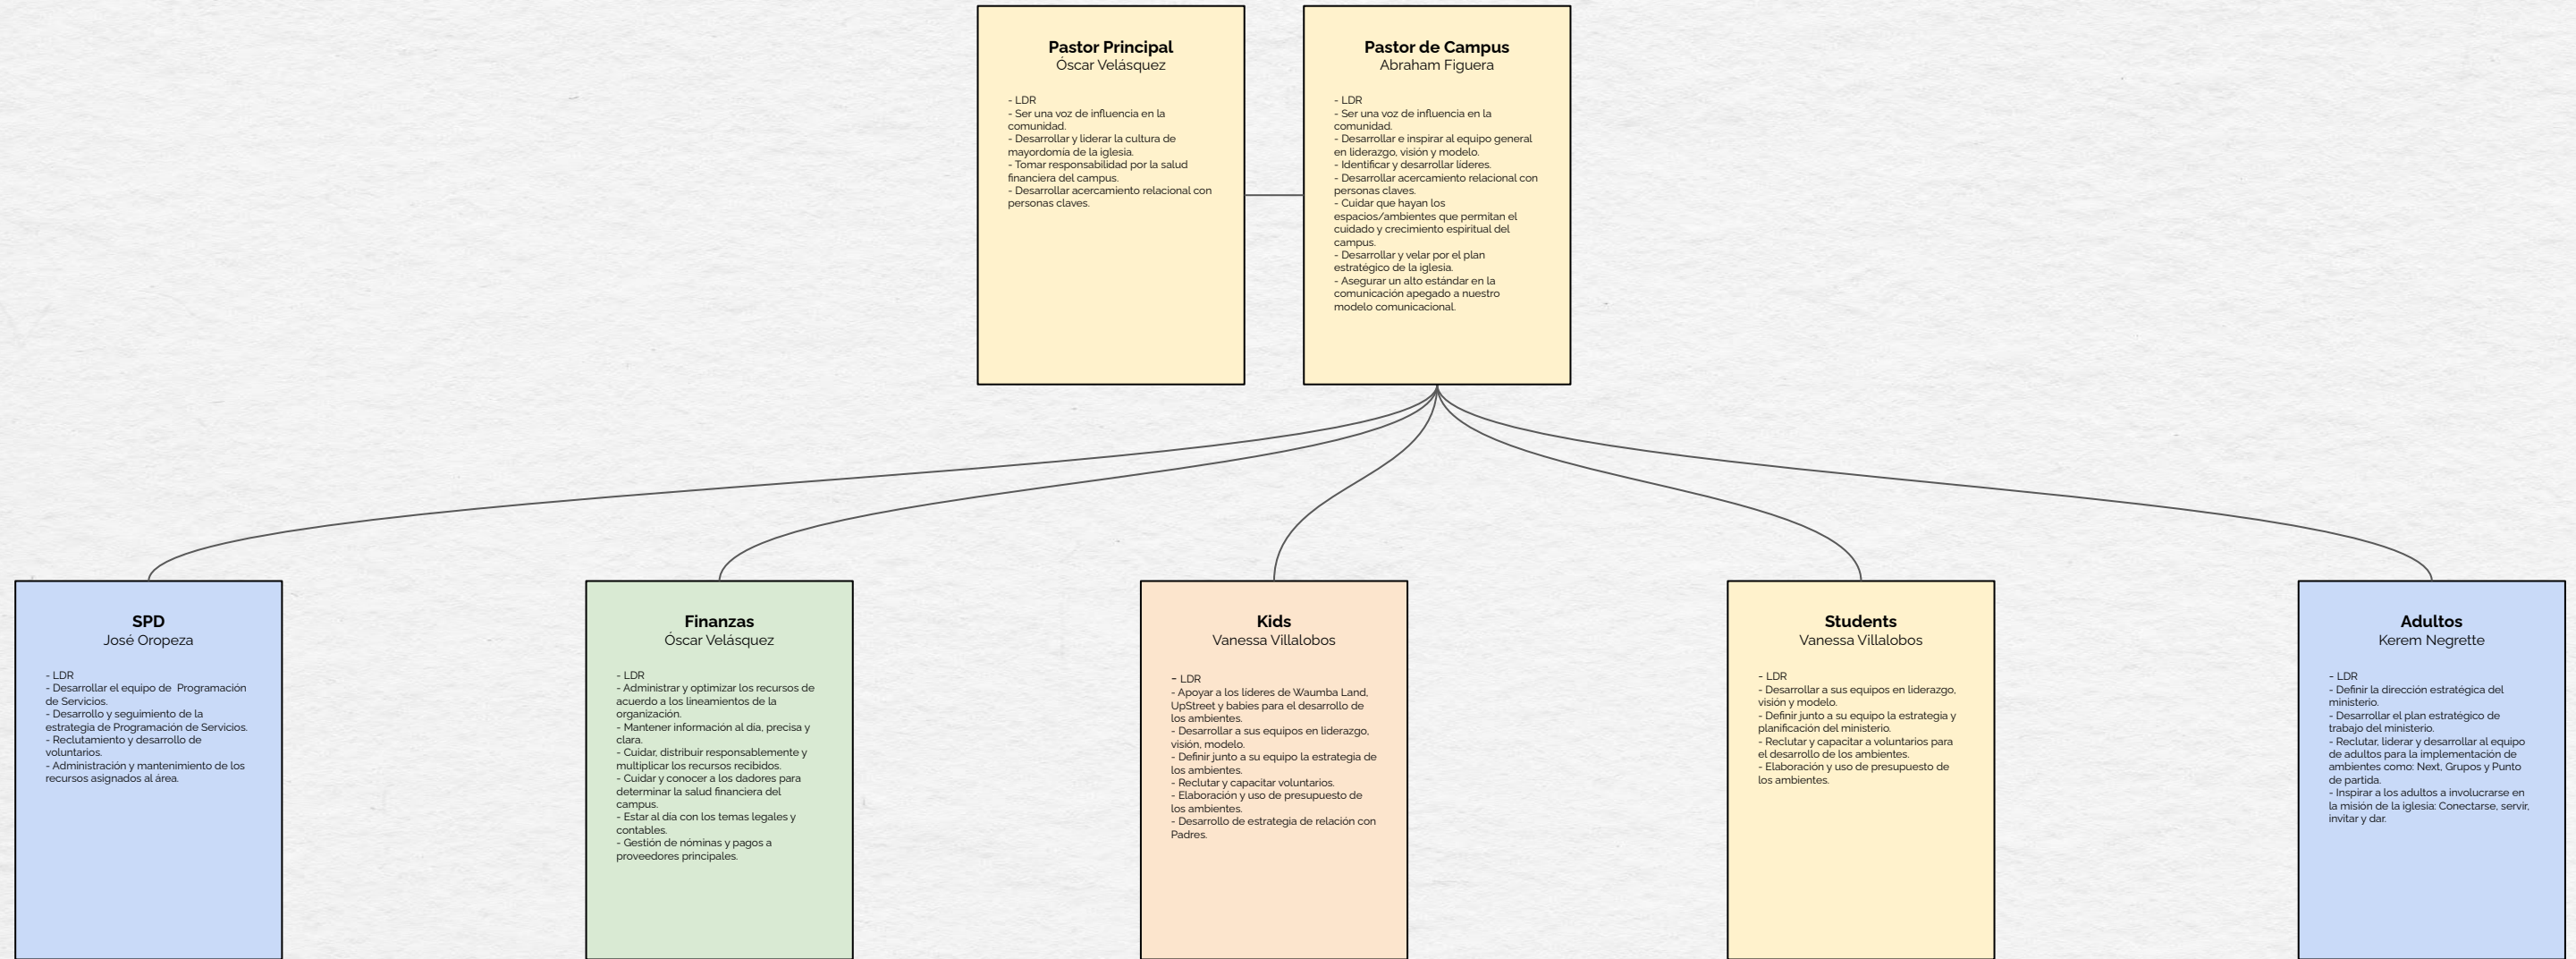 Pastor Principal
Óscar Velásquez
- LDR
- Ser una voz de influencia en la
comunidad.
- Desarrollar y liderar la cultura de
mayordomía de la iglesia.
- Tomar responsabilidad por la salud
financiera del campus.
- Desarrollar acercamiento relacional con
personas claves.
Pastor de Campus
Abraham Figuera
- LDR
- Ser una voz de influencia en la
comunidad.
- Desarrollar e inspirar al equipo general
en liderazgo, visión y modelo.
- Identificar y desarrollar líderes.
- Desarrollar acercamiento relacional con
personas claves.
- Cuidar que hayan los
espacios/ambientes que permitan el
cuidado y crecimiento espiritual del
campus.
- Desarrollar y velar por el plan
estratégico de la iglesia.
- Asegurar un alto estándar en la
comunicación apegado a nuestro
modelo comunicacional.
SPD
José Oropeza
- LDR
- Desarrollar el equipo de  Programación
de Servicios.
- Desarrollo y seguimiento de la
estrategia de Programación de Servicios.
- Reclutamiento y desarrollo de
voluntarios.
- Administración y mantenimiento de los
recursos asignados al área.
Finanzas
Óscar Velásquez
- LDR
- Administrar y optimizar los recursos de
acuerdo a los lineamientos de la
organización.
- Mantener información al día, precisa y
clara.
- Cuidar, distribuir responsablemente y
multiplicar los recursos recibidos.
- Cuidar y conocer a los dadores para
determinar la salud financiera del
campus.
- Estar al día con los temas legales y
contables.
- Gestión de nóminas y pagos a
proveedores principales.
Kids
Vanessa Villalobos
- LDR
- Apoyar a los líderes de Waumba Land,
UpStreet y babies para el desarrollo de
los ambientes.
- Desarrollar a sus equipos en liderazgo,
visión, modelo.
- Definir junto a su equipo la estrategia de
los ambientes.
- Reclutar y capacitar voluntarios.
- Elaboración y uso de presupuesto de
los ambientes.
- Desarrollo de estrategia de relación con
Padres.
Students
Vanessa Villalobos
- LDR
- Desarrollar a sus equipos en liderazgo,
visión y modelo.
- Definir junto a su equipo la estrategia y
planificación del ministerio.
- Reclutar y capacitar a voluntarios para
el desarrollo de los ambientes.
- Elaboración y uso de presupuesto de
los ambientes.
Adultos
Kerem Negrette
- LDR
- Definir la dirección estratégica del
ministerio.
- Desarrollar el plan estratégico de
trabajo del ministerio.
- Reclutar, liderar y desarrollar al equipo
de adultos para la implementación de
ambientes como: Next, Grupos y Punto
de partida.
- Inspirar a los adultos a involucrarse en
la misión de la iglesia: Conectarse, servir,
invitar y dar.